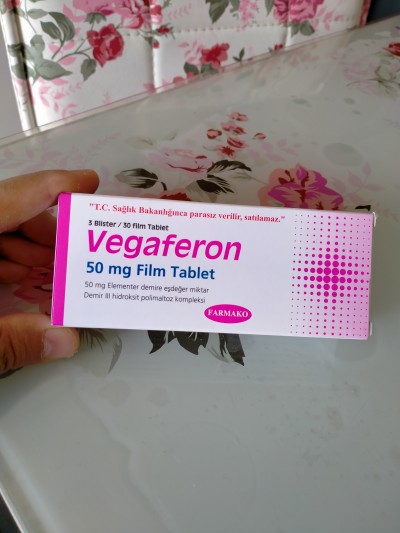 "T.C. Sağlık Bakanlığınca parasız verilir, satılamaz."
3 Blister / 30 film Tablet
Vegaferon
50 mg Film Tablet
50 mg Elementer demire eşdeğer miktar
Demir III hidroksit polimaltoz kompleksi
FARMAKO